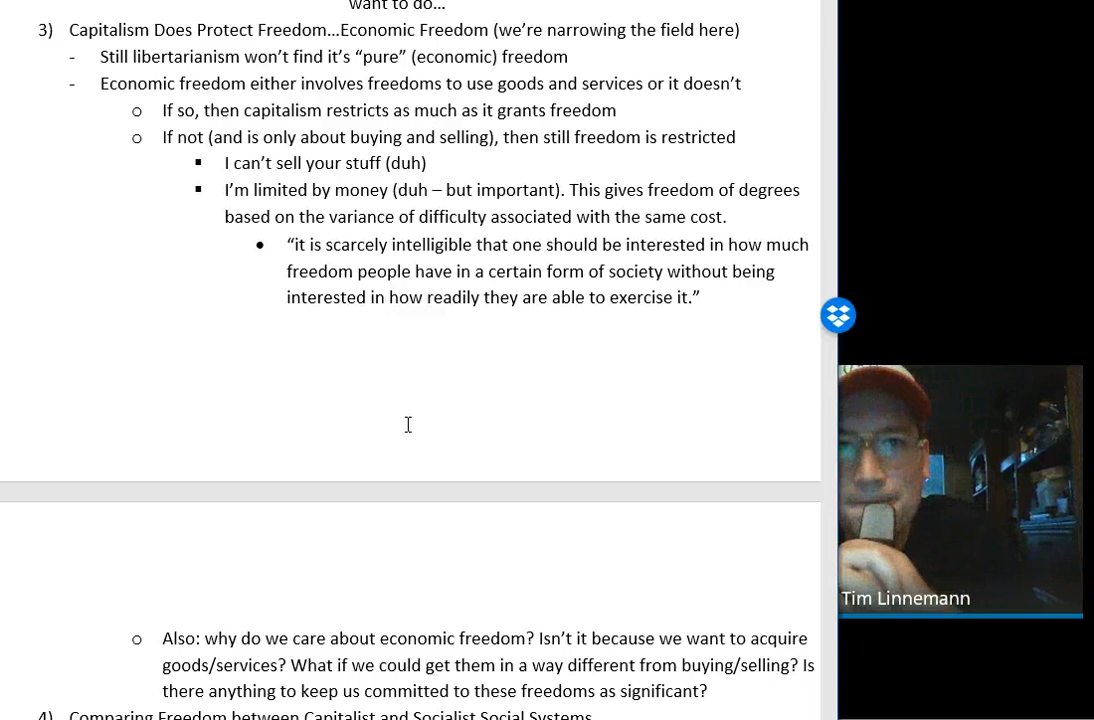 want to do...
3) Capitalism Does Protect Freedom...Economic Freedom (we’re narrowing the field here)
- Still libertarianism won’t find it’s “pure” (economic) freedom
- Economic freedom either involves freedoms to use goods and services or it doesn’t
o If so, then capitalism restricts as much as it grants freedom
o If not (and is only about buying and selling), then still freedom is restricted
▪ I can’t sell your stuff (duh)
▪ I’m limited by money (duh – but important). This gives freedom of degrees
based on the variance of difficulty associated with the same cost.
• “it is scarcely intelligible that one should be interested in how much
freedom people have in a certain form of society without being
interested in how readily they are able to exercise it.”
Tim Linnemann
o Also: why do we care about economic freedom? Isn’t it because we want to acquire
goods/services? What if we could get them in a way different from buying/selling? Is
there anything to keep us committed to these freedoms as significant?
4) Comparing Freedom between Capitalist and Socialist Social Systems